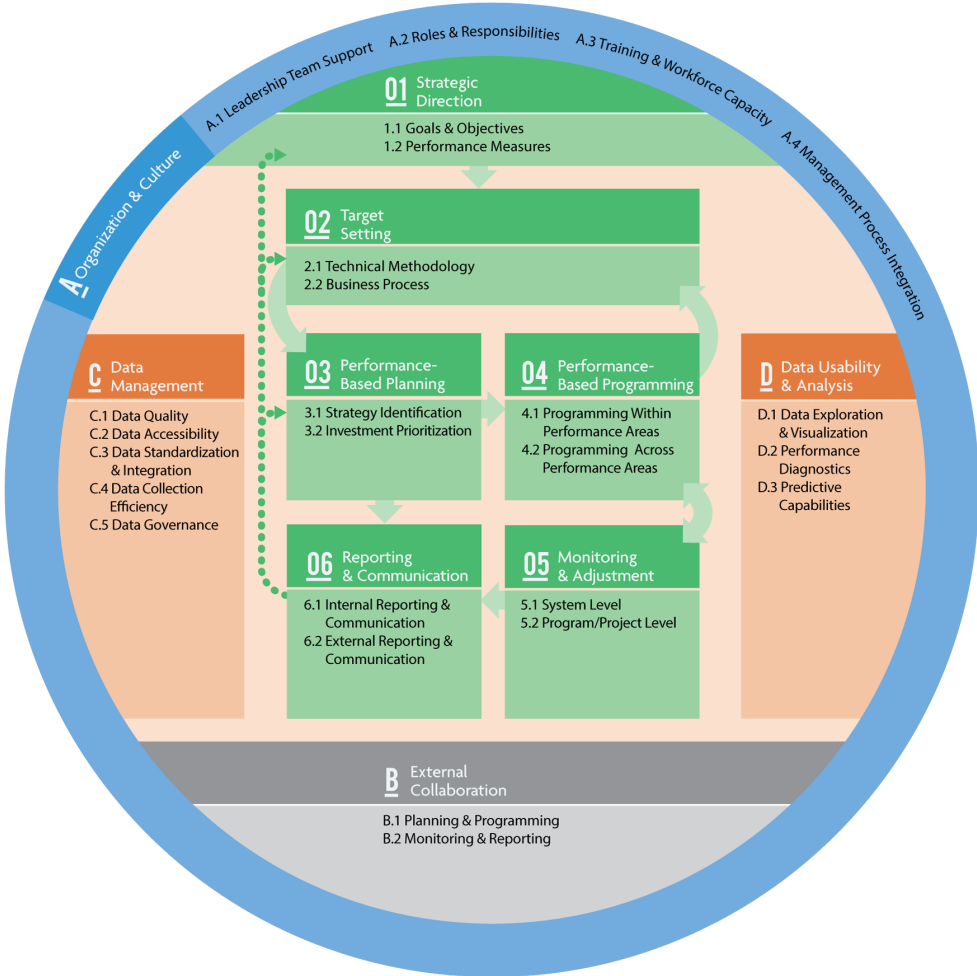 A.1 Leadership Team Support
A.2 Roles & Responsibilities
A.3 Training & Workforce Capacity
A.4 Management Process Integration
A Organization & Culture
01 Strategic
Direction
1.1 Goals & Objectives
1.2 Performance Measures
02 Target
Setting
2.1 Technical Methodology
2.2 Business Process
C Data
Management
C.1 Data Quality
C.2 Data Accessibility
C.3 Data Standardization
& Integration
C.4 Data Collection
Efficiency
C.5 Data Governance
03 Performance-
Based Planning
3.1 Strategy Identification
3.2 Investment Prioritization
04 Performance-
Based Programming
4.1 Programming Within
Performance Areas
4.2 Programming Across
Performance Areas
D Data Usability
& Analysis
D.1 Data Exploration
& Visualization
D.2 Performance
Diagnostics
D.3 Predictive
Capabilities
06 Reporting
& Communication
6.1 Internal Reporting &
Communication
6.2 External Reporting &
Communication
05 Monitoring
& Adjustment
5.1 System Level
5.2 Program/Project Level
B External
Collaboration
B.1 Planning & Programming
B.2 Monitoring & Reporting